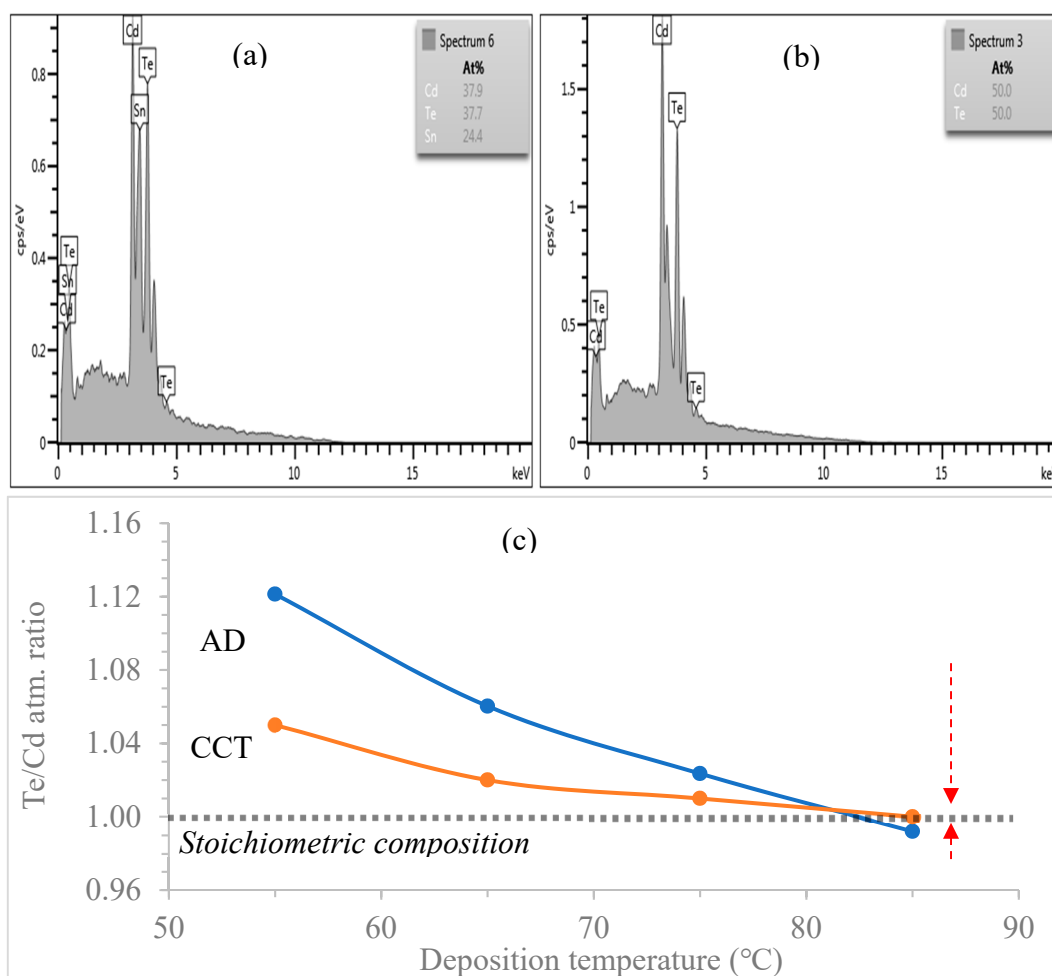 (a)
Spectrum 6
At%
Cd 37.9
Te 37.7
Sn 24.4
Cd
Te
Sn
Te
Sn
Cd
Te
cps/eV
0.8
0.6
0.4
0.2
0
0 5 10 15 keV
(b)
Spectrum 3
At%
Cd 50.0
Te 50.0
Cd
Te
Te
Cd
Te
cps/eV
1.5
1
0.5
0
0 5 10 15 ke
(c)
1.16
1.12
1.08
1.04
1.00
0.96
Te/Cd atm. ratio
AD
CCT
Stoichiometric composition
50 60 70 80 90
Deposition temperature (°C)